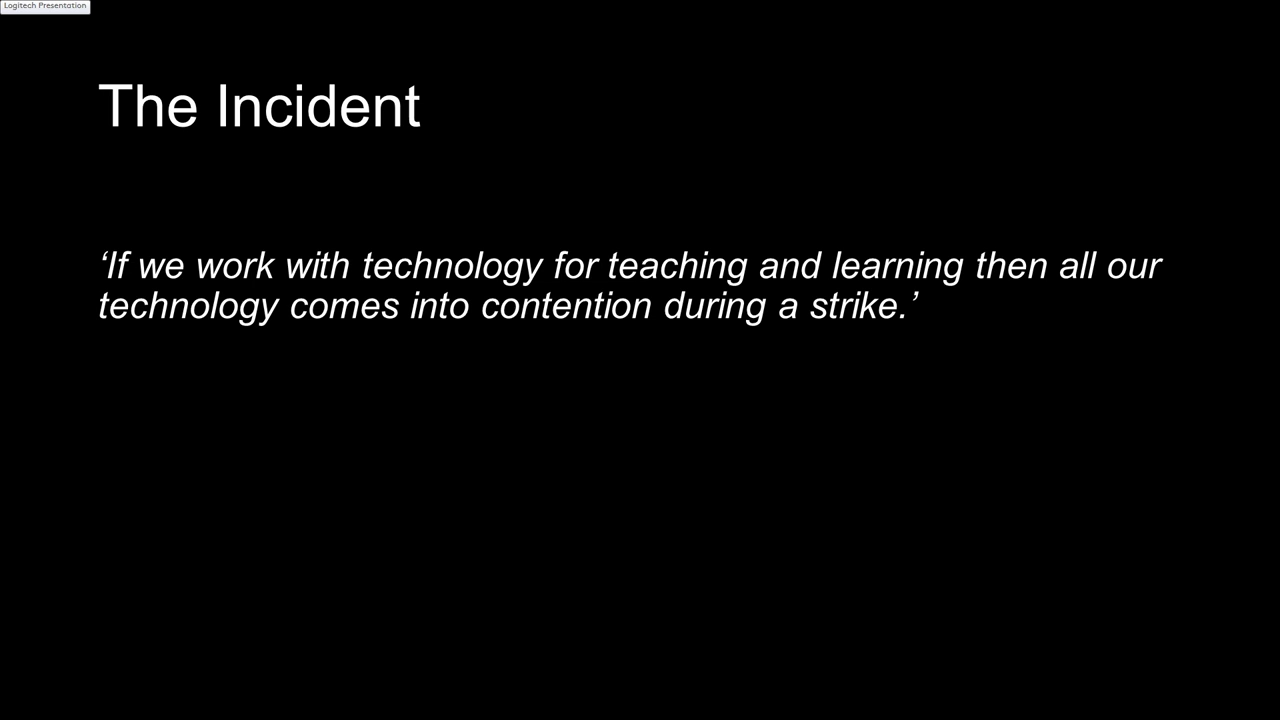 Logitech Presentation
The Incident
‘If we work with technology for teaching and learning then all our
technology comes into contention during a strike.’